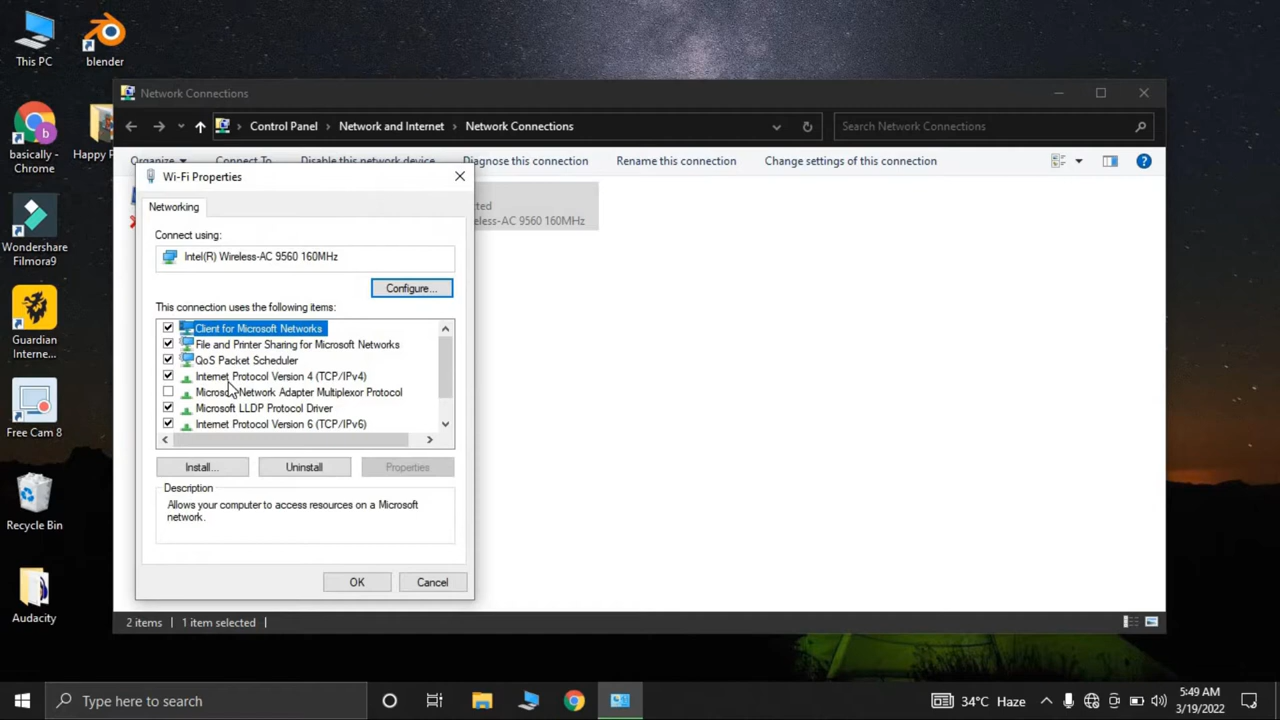 This PC
blender
basically -
Chrome
Happy
Wondershare
Filmora9
Guardian
Interne...
Free Cam 8
Recycle Bin
Audacity
Network Connections
Control Panel > Network and Internet > Network Connections
Search Network Connections
Organize
Connect To
Disable this network device
Diagnose this connection
Rename this connection
Change settings of this connection
cted
eless-AC 9560 160MHz
Wi-Fi Properties
Networking
Connect using:
Intel(R) Wireless-AC 9560 160MHz
Configure...
This connection uses the following items:
Client for Microsoft Networks
File and Printer Sharing for Microsoft Networks
QoS Packet Scheduler
Internet Protocol Version 4 (TCP/IPv4)
Microsoft Network Adapter Multiplexor Protocol
Microsoft LLDP Protocol Driver
Internet Protocol Version 6 (TCP/IPv6)
Install...
Uninstall
Properties
Description
Allows your computer to access resources on a Microsoft
network.
OK
Cancel
2 items
1 item selected
Type here to search
34°C Haze
5:49 AM
3/19/2022